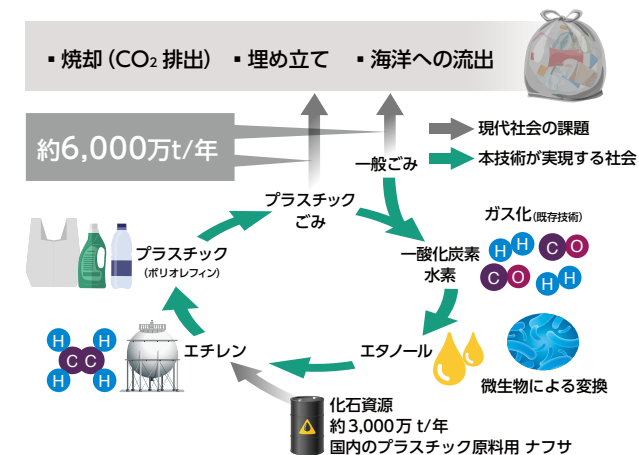 ▪ 焼却（CO₂ 排出） ▪ 埋め立て ▪ 海洋への流出
約6,000万t/年
現代社会の課題
本技術が実現する社会
一般ごみ
プラスチック
ごみ
ガス化(既存技術)
H H C O
C O H H
一酸化炭素
水素
プラスチック
（ポリオレフィン）
エチレン
H H
C C
H H
エタノール
微生物による変換
化石資源
約3,000万 t/年
国内のプラスチック原料用 ナフサ